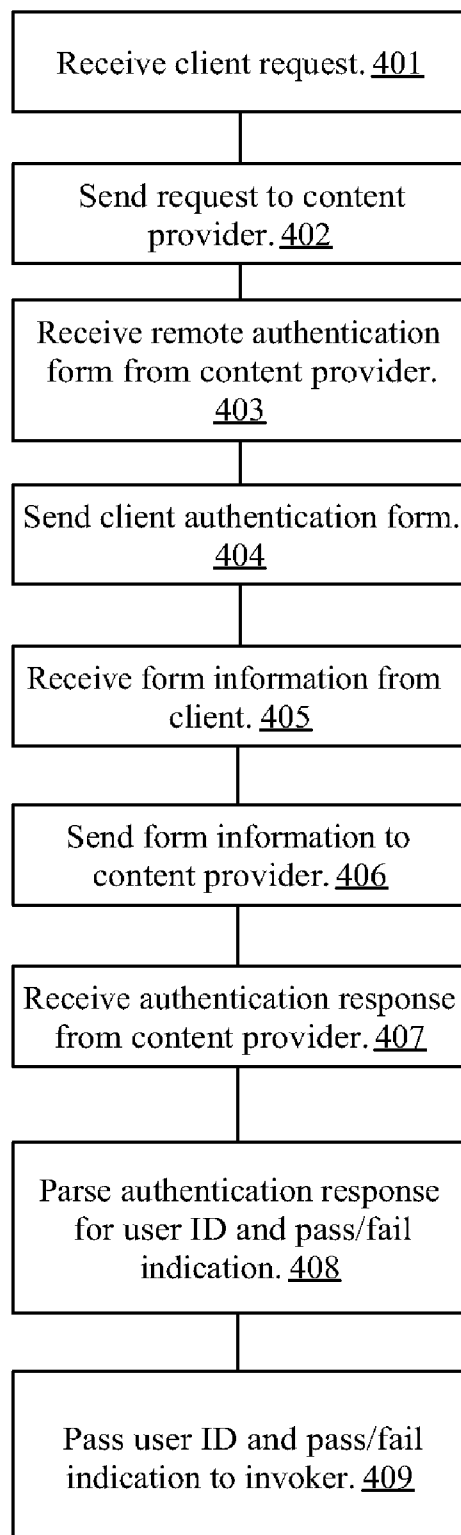 Receive client request. 401
Send request to content
provider. 402
Receive remote authentication
form from content provider.
403
Send client authentication form.
404
Receive form information from
client. 405
Send form information to
content provider. 406
Receive authentication response
from content provider. 407
Parse authentication response
for user ID and pass/fail
indication. 408
Pass user ID and pass/fail
indication to invoker. 409